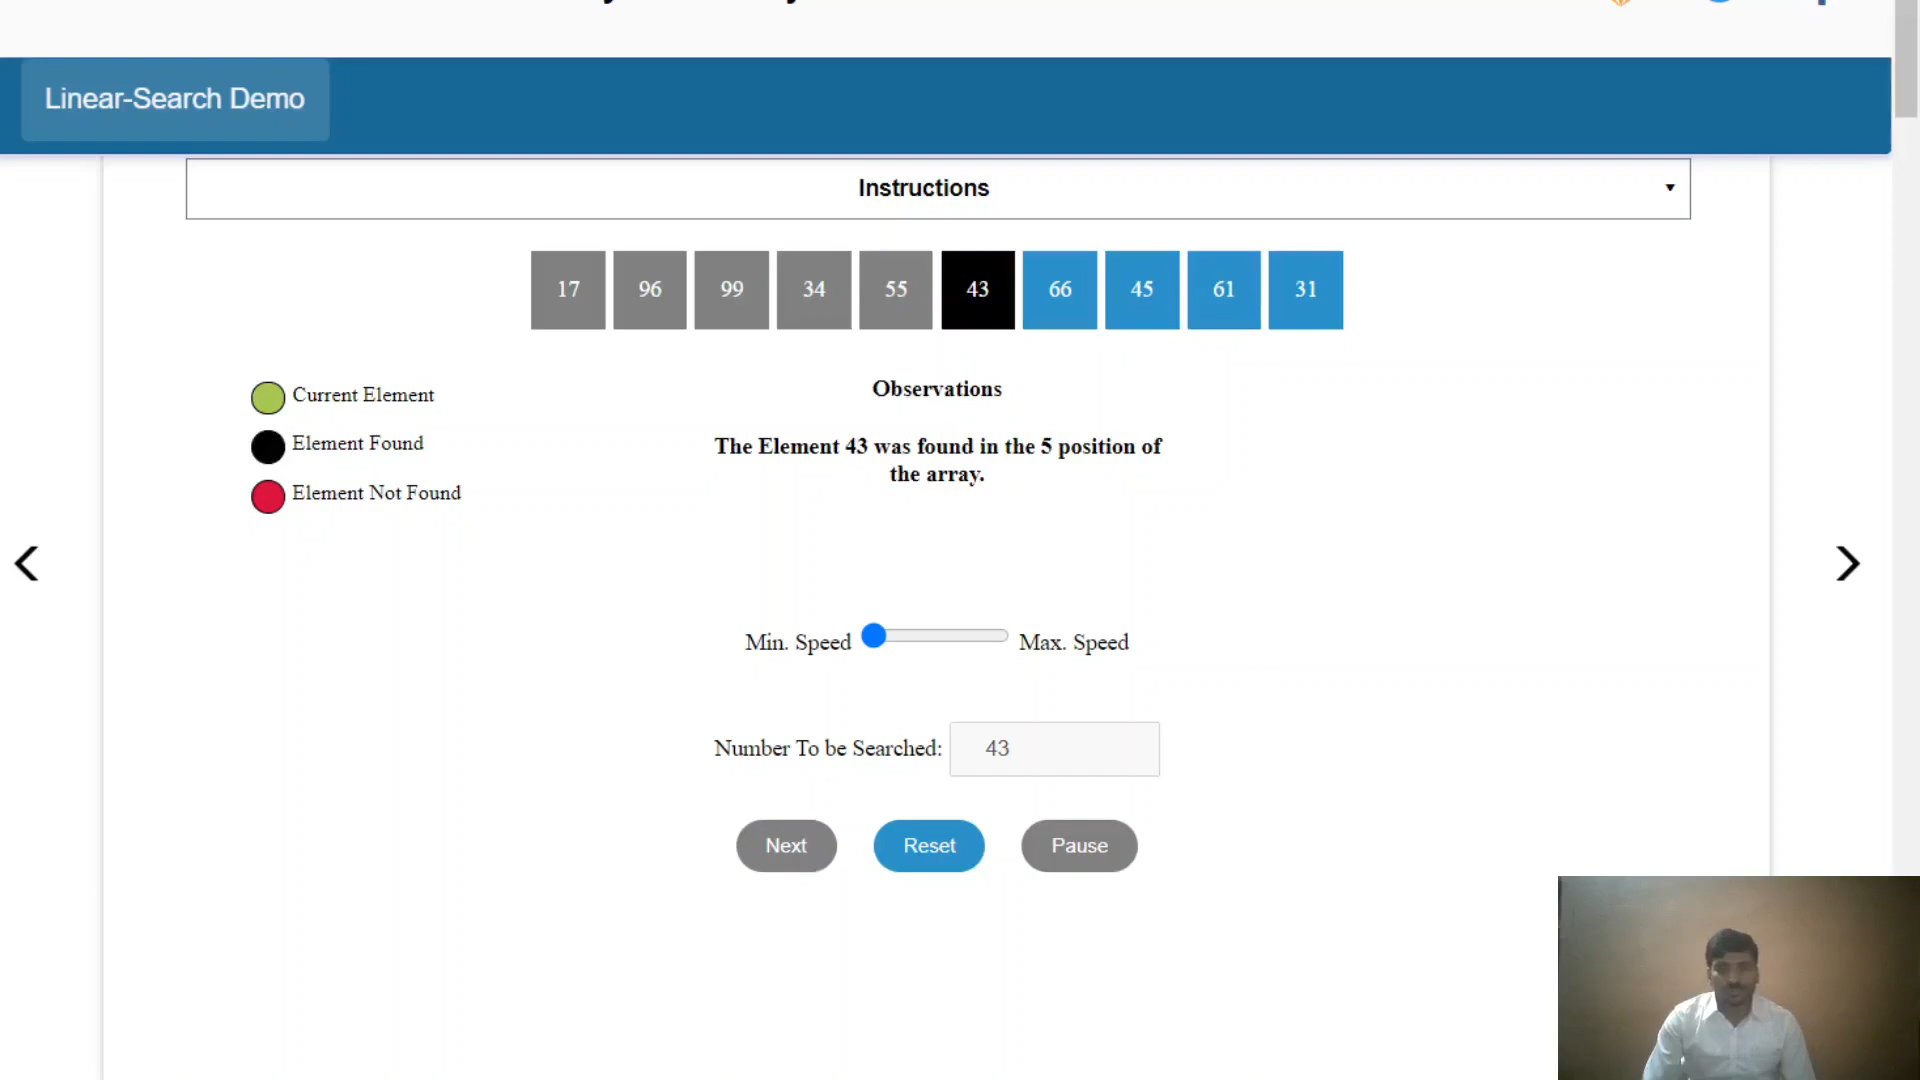 Linear-Search Demo
Instructions
17 96 99 34 55 43 66 45 61 31
Current Element
Element Found
Element Not Found
Observations
The Element 43 was found in the 5 position of
the array.
Min. Speed Max. Speed
Number To be Searched: 43
Next Reset Pause